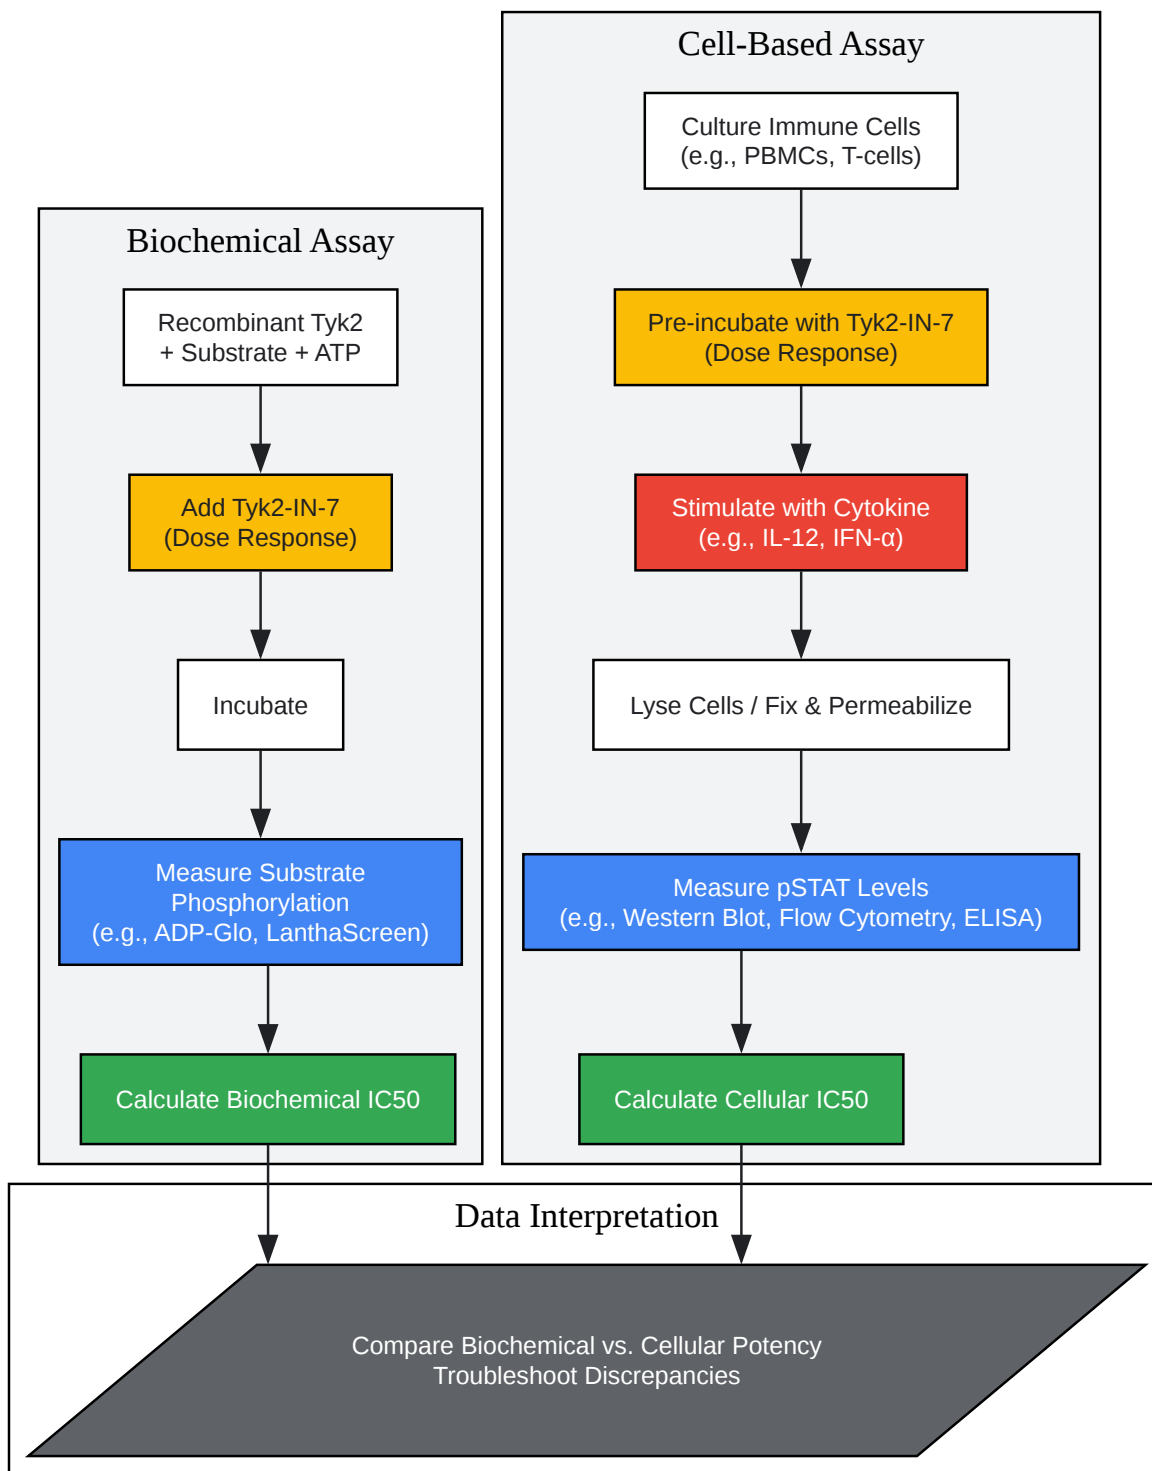 Biochemical Assay
Recombinant Tyk2
+ Substrate + ATP
Add Tyk2-IN-7
(Dose Response)
Incubate
Measure Substrate
Phosphorylation
(e.g., ADP-Glo, LanthaScreen)
Calculate Biochemical IC50
Cell-Based Assay
Culture Immune Cells
(e.g., PBMCs, T-cells)
Pre-incubate with Tyk2-IN-7
(Dose Response)
Stimulate with Cytokine
(e.g., IL-12, IFN-α)
Lyse Cells / Fix & Permeabilize
Measure pSTAT Levels
(e.g., Western Blot, Flow Cytometry, ELISA)
Calculate Cellular IC50
Data Interpretation
Compare Biochemical vs. Cellular Potency
Troubleshoot Discrepancies